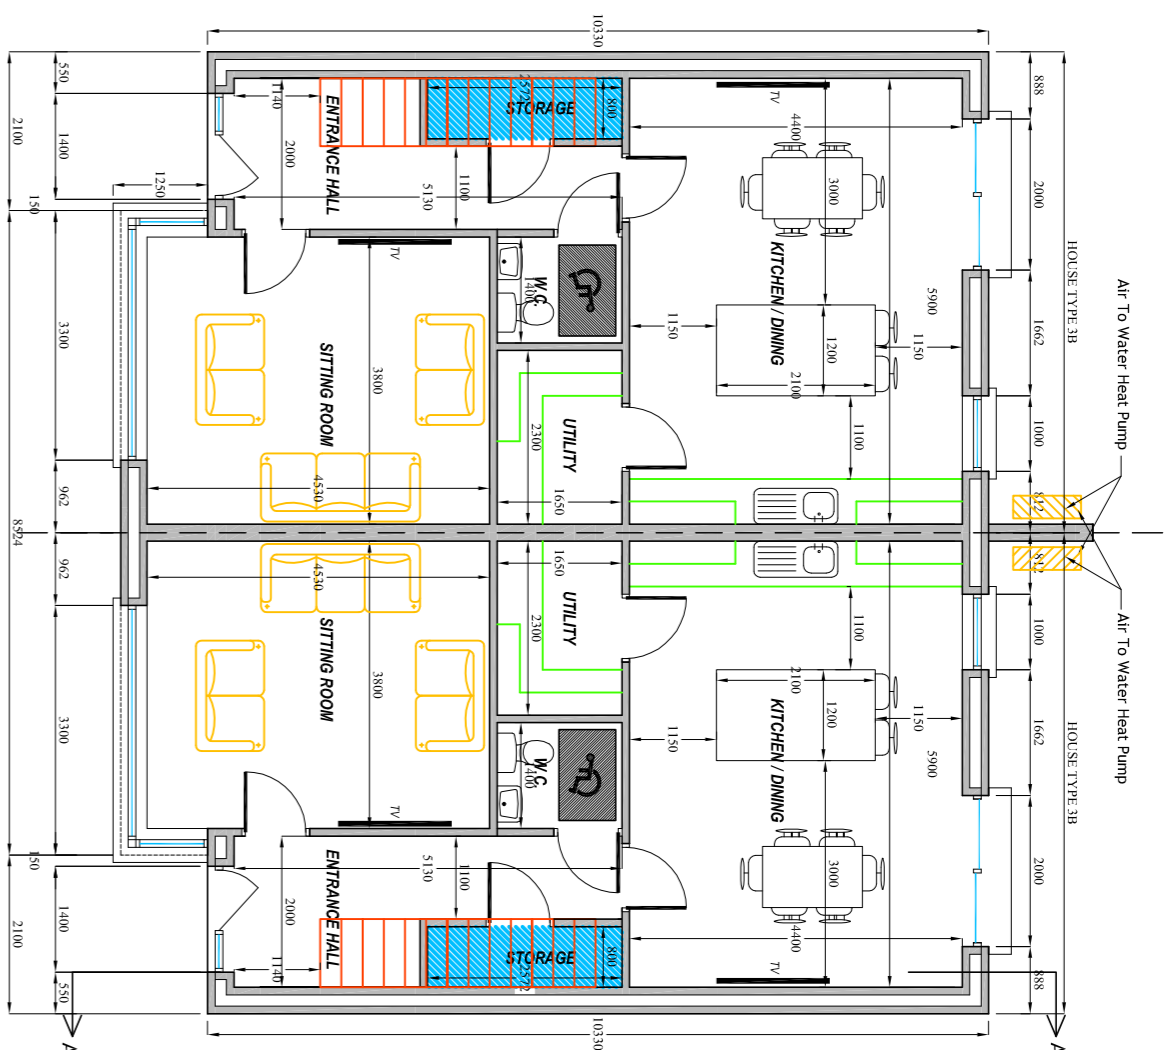 10330
550
1400
2100
150
1250
3300
962
8524
962
3300
150
1400
2100
550
888
2000
HOUSE TYPE 3B
1662
1000
812
Air To Water Heat Pump
812
1000
Air To Water Heat Pump
1662
HOUSE TYPE 3B
2000
888
1140
ENTRANCE HALL
2000
5130
1100
2572
STORAGE
800
TV
4400
3000
KITCHEN / DINING
5900
1150
1200
2100
1150
1100
TV
SITTING ROOM
3800
4530
W.C
1400
UTILITY
2300
1650
4530
SITTING ROOM
3800
TV
1650
UTILITY
2300
W.C
1400
1100
2100
1200
KITCHEN / DINING
1150
1150
5900
3000
4400
TV
ENTRANCE HALL
2000
5130
1100
1140
STORAGE
2572
800
10330
A
A